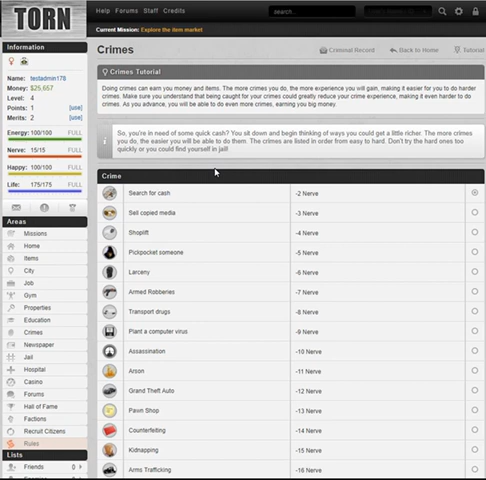 TORN
Help Forums Staff Credits
search...
Current Mission: Explore the item market
Information
Name: testadmin178
Money: $25,657
Level: 4
Points: 1 [use]
Merits: 2 [use]
Energy: 100/100 FULL
Nerve: 15/15 FULL
Happy: 100/100 FULL
Life: 175/175 FULL
Areas
Missions
Home
Items
City
Job
Gym
Properties
Education
Crimes
Newspaper
Jail
Hospital
Casino
Forums
Hall of Fame
Factions
Recruit Citizens
Rules
Lists
Friends 0
Crimes
Criminal Record Back to Home Tutorial
Crimes Tutorial
Doing crimes can earn you money and items. The more crimes you do, the more experience you will gain, making it easier for you to do harder
crimes. Make sure you understand that being caught for your crimes could greatly reduce your crime experience, making it even harder to do
crimes. As you advance, you will be able to do even more crimes, earning you big money.
So, you're in need of some quick cash? You sit down and begin thinking of ways you could get a little richer. The more crimes
you do, the easier you will be able to do them. The crimes are listed in order from easy to hard. Don't try the hard ones too
quickly or you could find yourself in jail!
Crime
Search for cash -2 Nerve
Sell copied media -3 Nerve
Shoplift -4 Nerve
Pickpocket someone -5 Nerve
Larceny -6 Nerve
Armed Robberies -7 Nerve
Transport drugs -8 Nerve
Plant a computer virus -9 Nerve
Assassination -10 Nerve
Arson -11 Nerve
Grand Theft Auto -12 Nerve
Pawn Shop -13 Nerve
Counterfeiting -14 Nerve
Kidnapping -15 Nerve
Arms Trafficking -16 Nerve